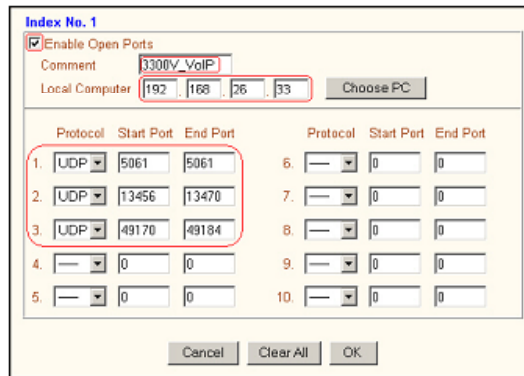 Index No. 1
Enable Open Ports
Comment 3300V_VoIP
Local Computer 192 . 168 . 26 . 33 Choose PC
Protocol Start Port End Port Protocol Start Port End Port
1. UDP 5061 5061 6. — 0 0
2. UDP 13456 13470 7. — 0 0
3. UDP 49170 49184 8. — 0 0
4. — 0 0 9. — 0 0
5. — 0 0 10. — 0 0
Cancel Clear All OK